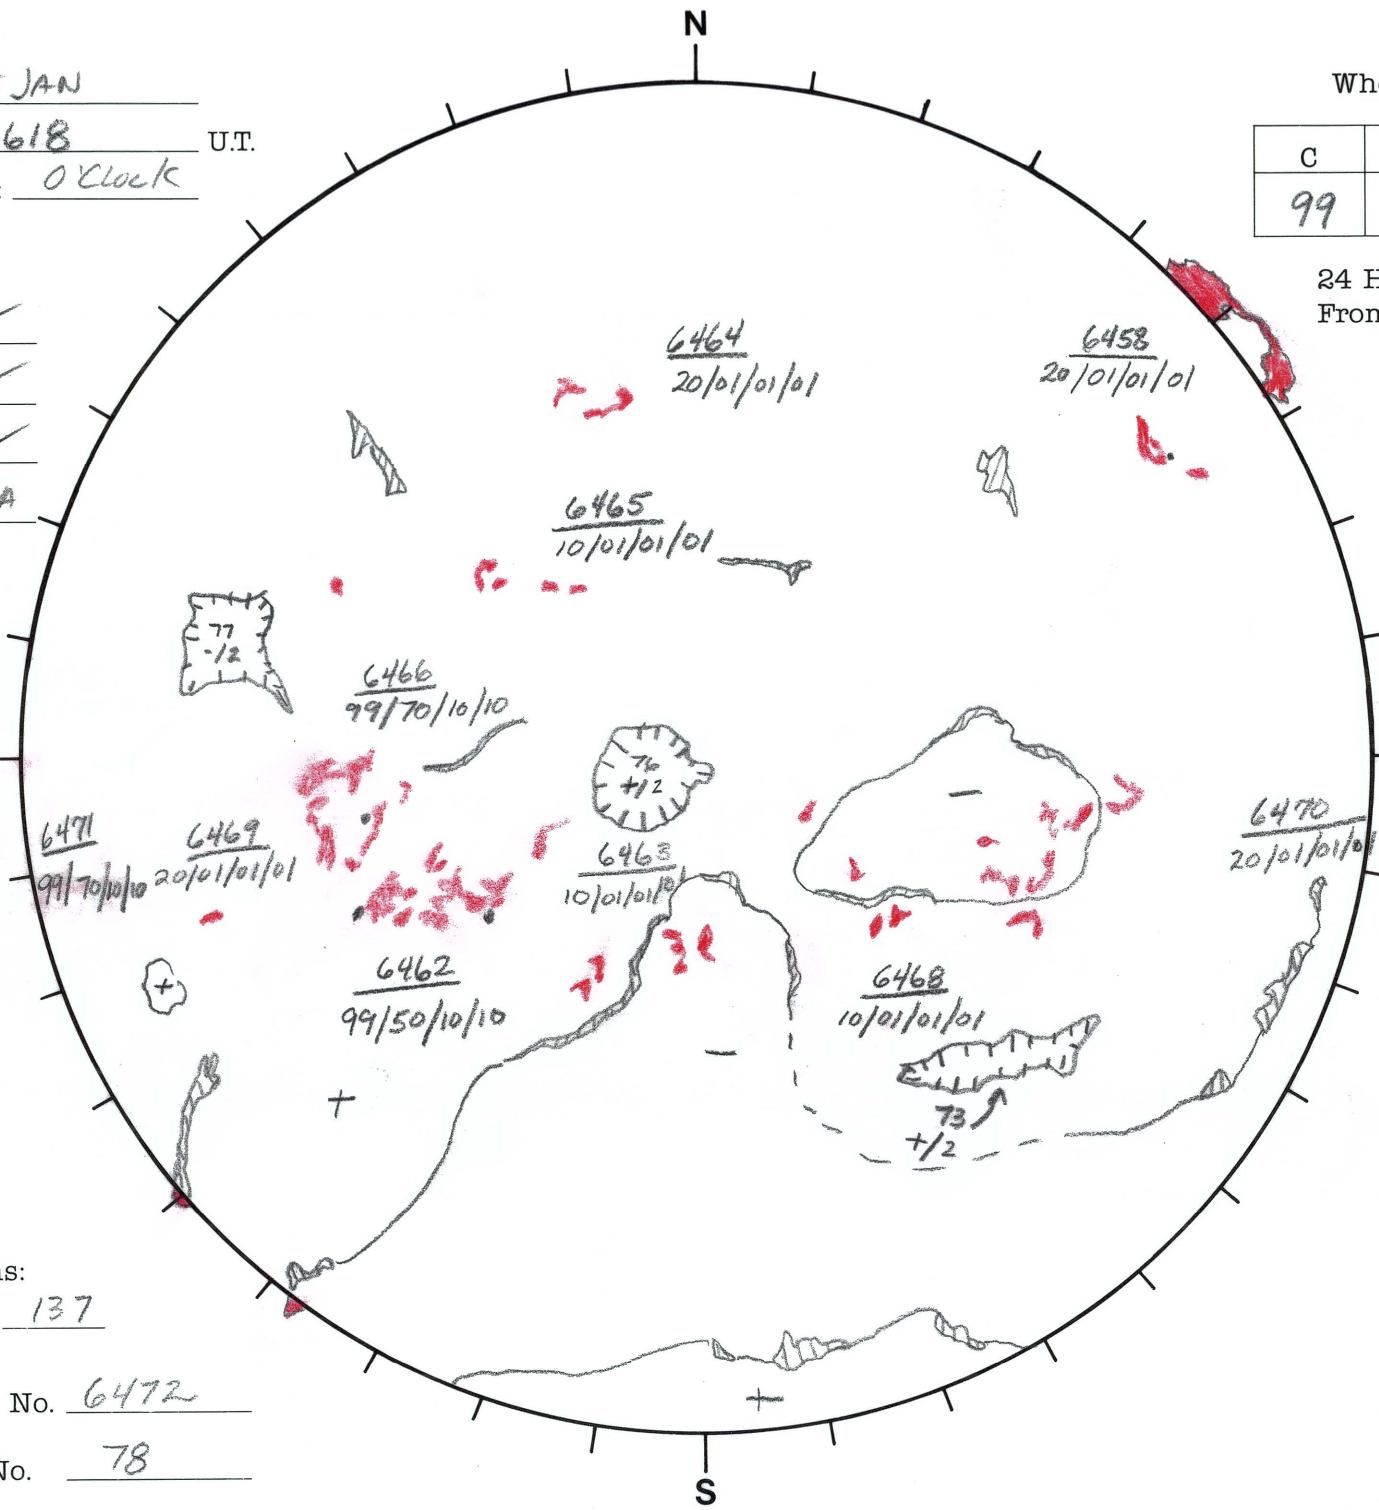 N
JAN
618 U.T.
O'Clock
Who
C
99
24 H
Fron
A
6464
20/01/01/01
6458
20/01/01/01
6465
10/01/01/01
77
-/2
6466
99/70/10/10
76
+/2
−
6471
99/70/10/10
6469
20/01/01/01
6463
10/01/01/01
6470
20/01/01/01
+
6462
99/50/10/10
6468
10/01/01/01
−
+
73
+/2
ns:
137
No. 6472
No. 78
+
S